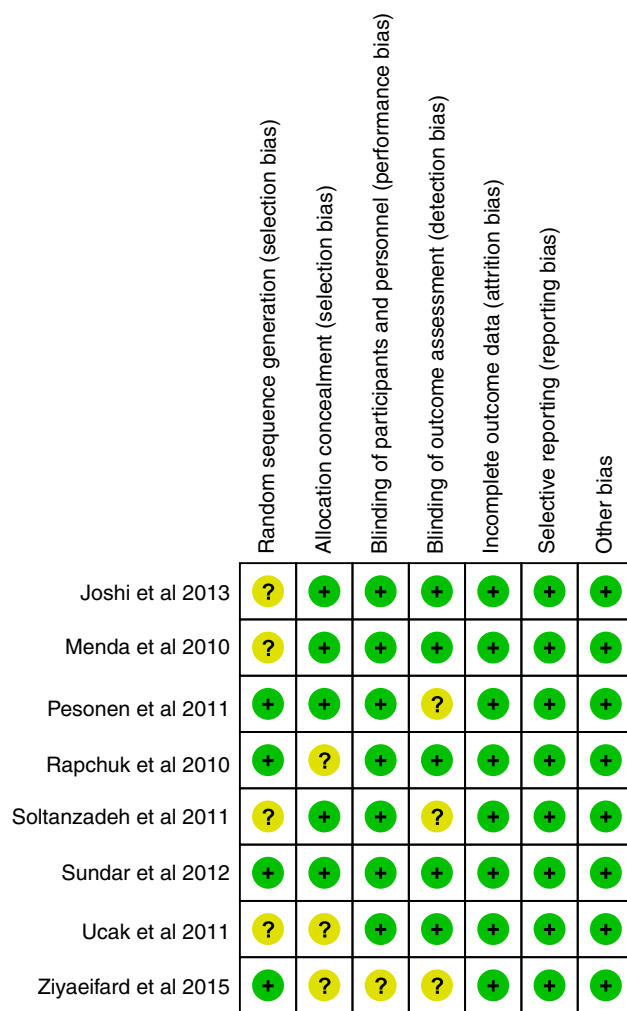 Random sequence generation (selection bias)
Allocation concealment (selection bias)
Blinding of participants and personnel (performance bias)
Blinding of outcome assessment (detection bias)
Incomplete outcome data (attrition bias)
Selective reporting (reporting bias)
Other bias
Joshi et al 2013 ? + + + + + +
Menda et al 2010 ? + + + + + +
Pesonen et al 2011 + + + ? + + +
Rapchuk et al 2010 + ? + + + + +
Soltanzadeh et al 2011 ? + + ? + + +
Sundar et al 2012 + + + + + + +
Ucak et al 2011 ? ? + + + + +
Ziyaeifard et al 2015 + ? ? ? + + +